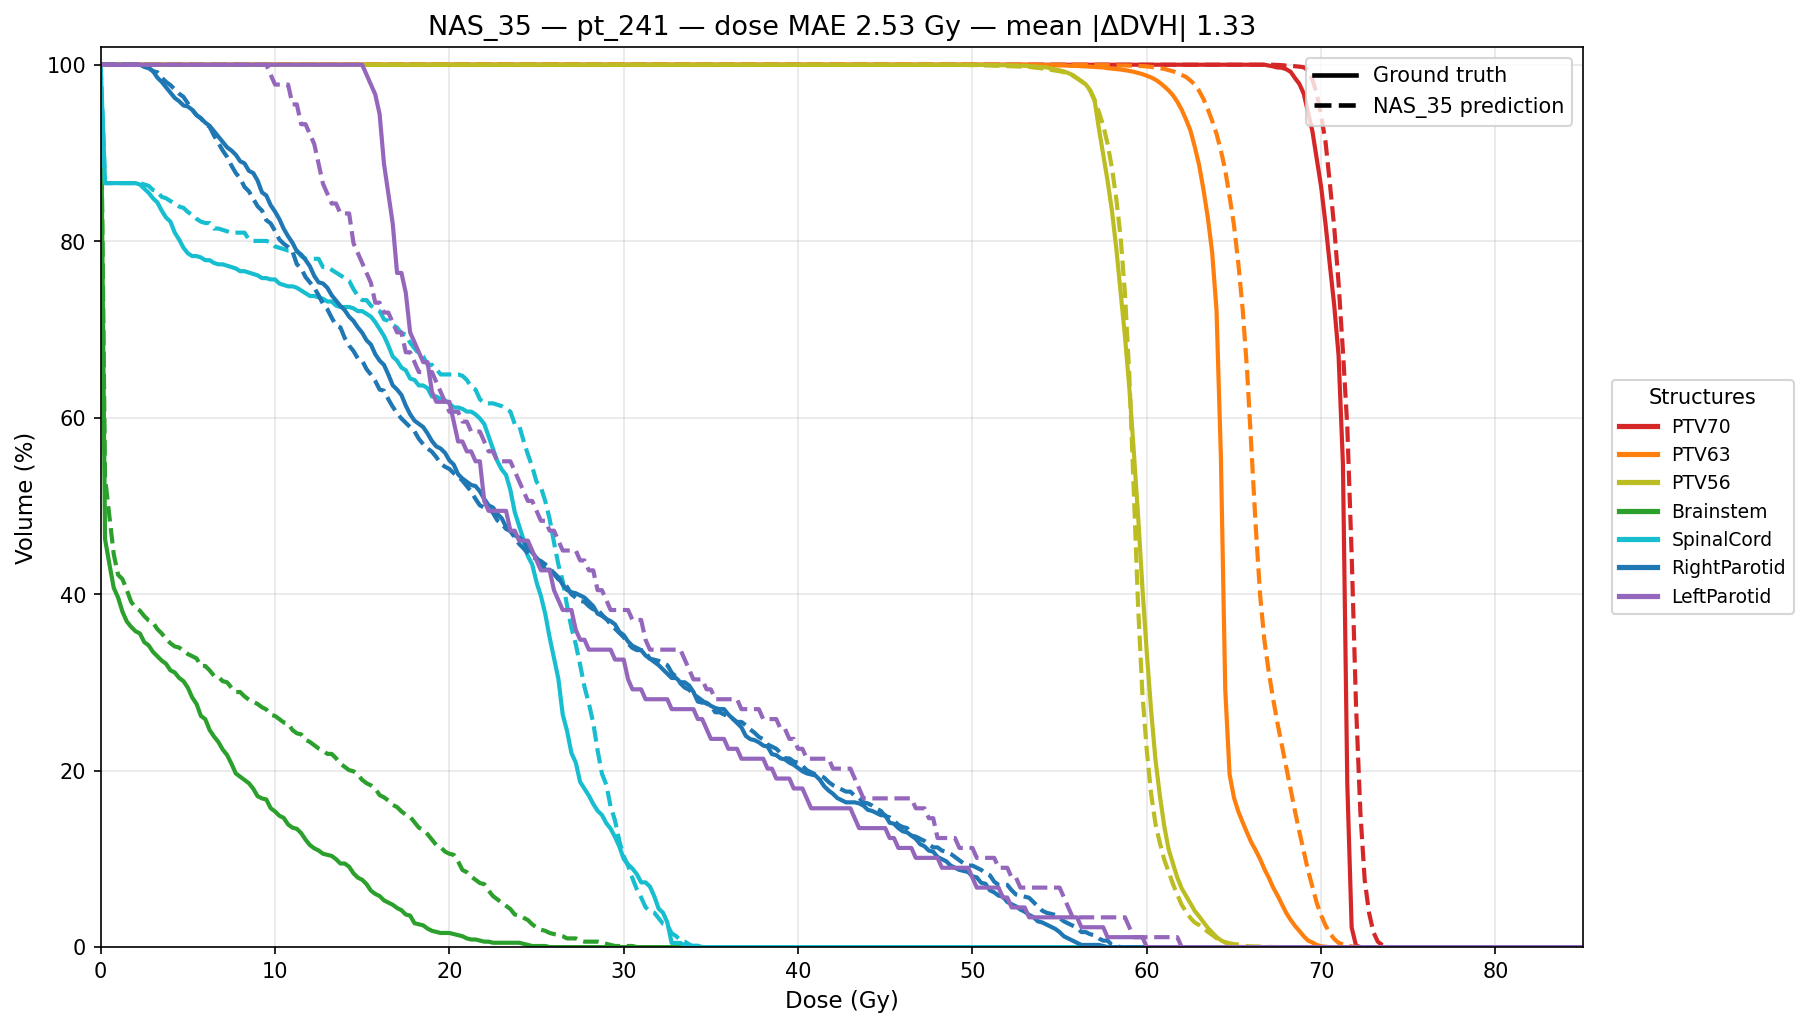 NAS_35 — pt_241 — dose MAE 2.53 Gy — mean |ΔDVH| 1.33
Ground truth
NAS_35 prediction
Volume (%)
100
80
60
40
20
0
0 10 20 30 40 50 60 70 80
Dose (Gy)
Structures
PTV70
PTV63
PTV56
Brainstem
SpinalCord
RightParotid
LeftParotid